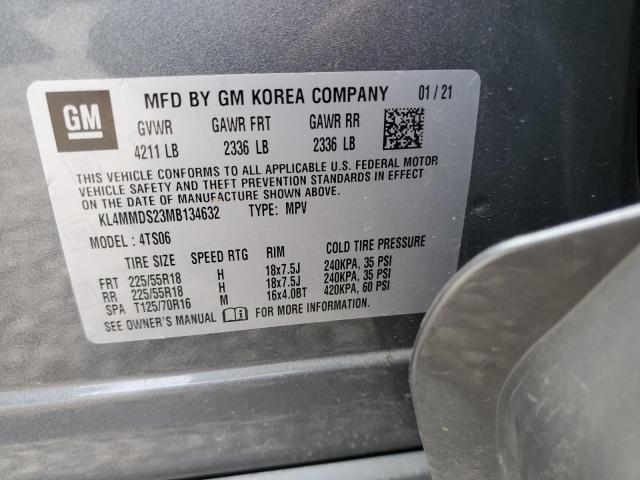 GM
MFD BY GM KOREA COMPANY 01 / 21
GVWR GAWR FRT GAWR RR
4211 LB 2336 LB 2336 LB
THIS VEHICLE CONFORMS TO ALL APPLICABLE U.S. FEDERAL MOTOR
VEHICLE SAFETY AND THEFT PREVENTION STANDARDS IN EFFECT
ON THE DATE OF MANUFACTURE SHOWN ABOVE.
KL4MMDS23MB134632 TYPE: MPV
MODEL : 4TS06
TIRE SIZE SPEED RTG RIM COLD TIRE PRESSURE
FRT 225/55R18 H 18x7.5J 240KPA, 35 PSI
RR 225/55R18 H 18x7.5J 240KPA, 35 PSI
SPA T125/70R16 M 16x4.0BT 420KPA, 60 PSI
SEE OWNER'S MANUAL FOR MORE INFORMATION.